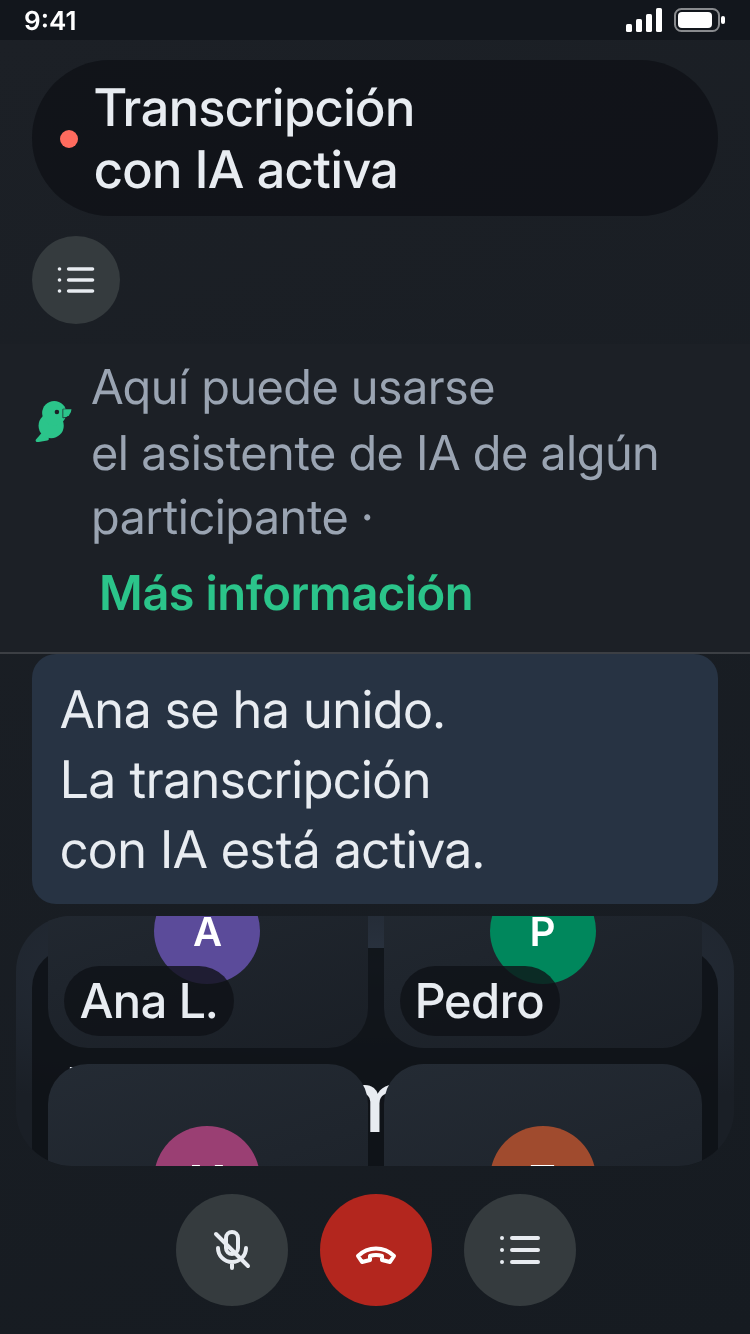 9:41
Transcripción
con IA activa
Aquí puede usarse
el asistente de IA de algún
participante ·
Más información
Ana se ha unido.
La transcripción
con IA está activa.
A
P
Ana L.
Pedro